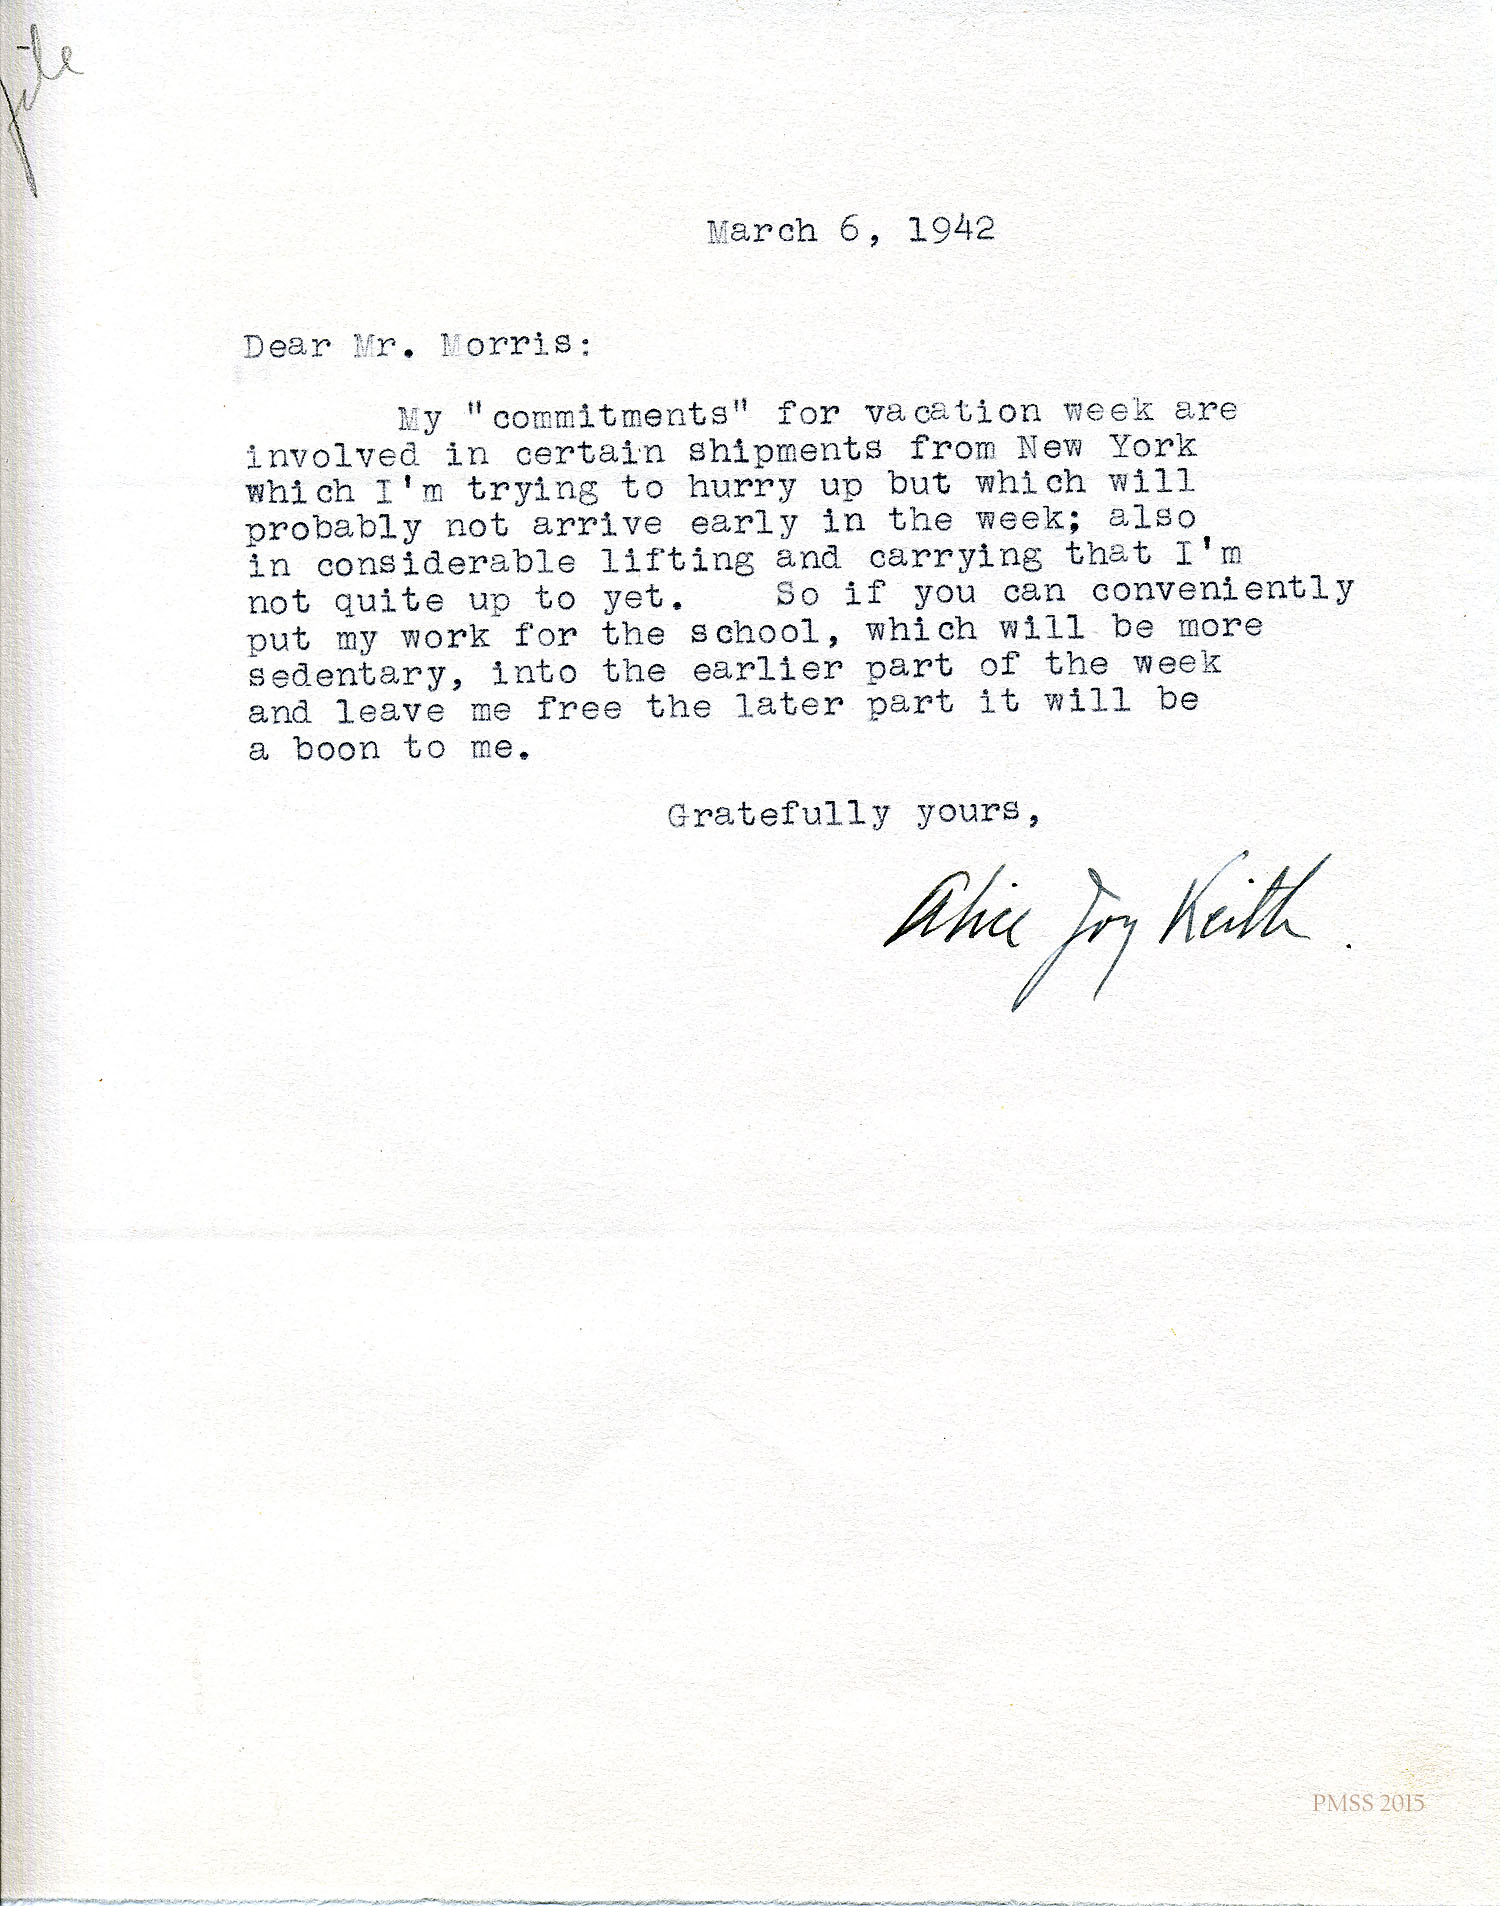 file
March 6, 1942
Dear Mr. Morris:
My "commitments" for vacation week are
involved in certain shipments from New York
which I'm trying to hurry up but which will
probably not arrive early in the week; also
in considerable lifting and carrying that I'm
not quite up to yet. So if you can conveniently
put my work for the school, which will be more
sedentary, into the earlier part of the week
and leave me free the later part it will be
a boon to me.
Gratefully yours,
Alice Joy Keith.
PMSS 2015